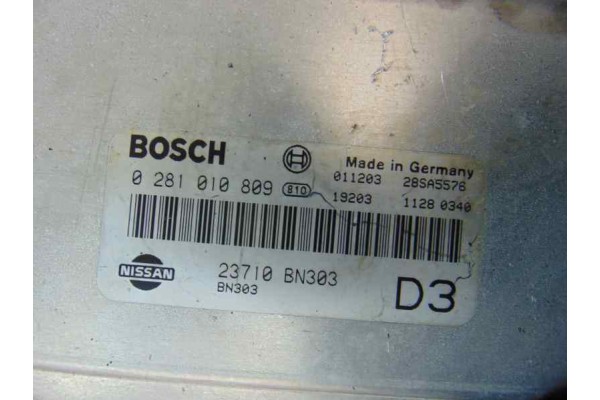 BOSCH Made in Germany
0 281 010 809 810 011203 28SA5576
19203 1128 0340
NISSAN 23710 BN303
BN303 D3